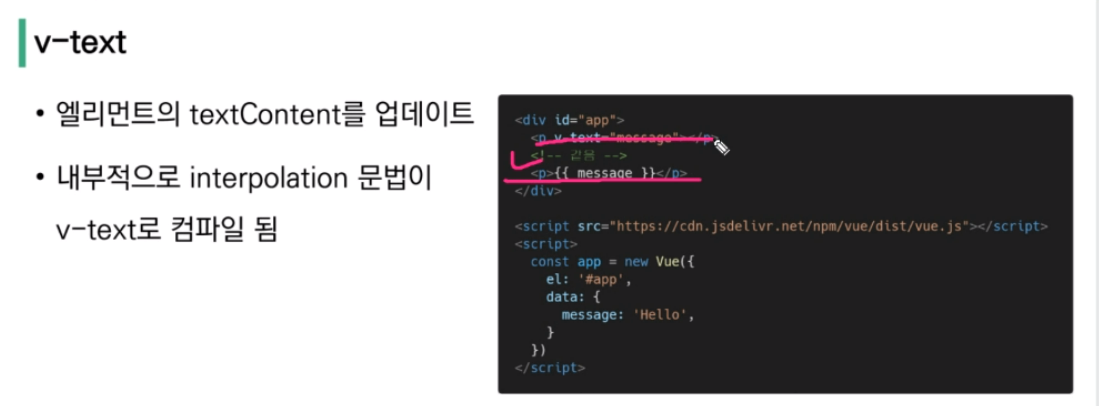 v-text
• 엘리먼트의 textContent를 업데이트
• 내부적으로 interpolation 문법이
v-text로 컴파일 됨
<div id="app">
<p v-text="message"></p>
<!-- 같음 -->
<p>{{ message }}</p>
</div>
<script src="https://cdn.jsdelivr.net/npm/vue/dist/vue.js"></script>
<script>
const app = new Vue({
el: '#app',
data: {
message: 'Hello',
}
})
</script>